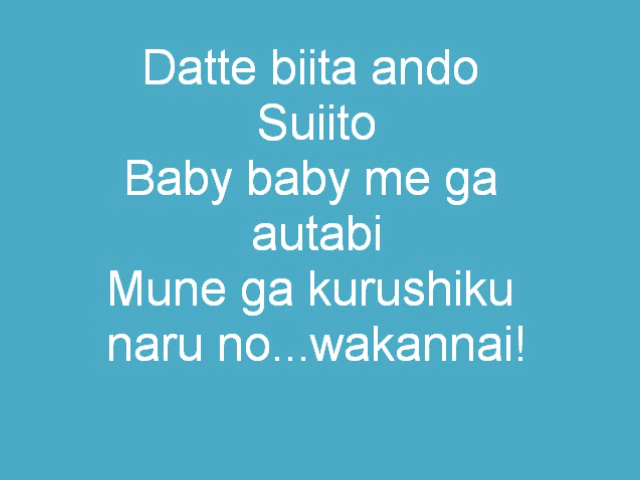 Datte biita ando
Suiito
Baby baby me ga
autabi
Mune ga kurushiku
naru no...wakannai!